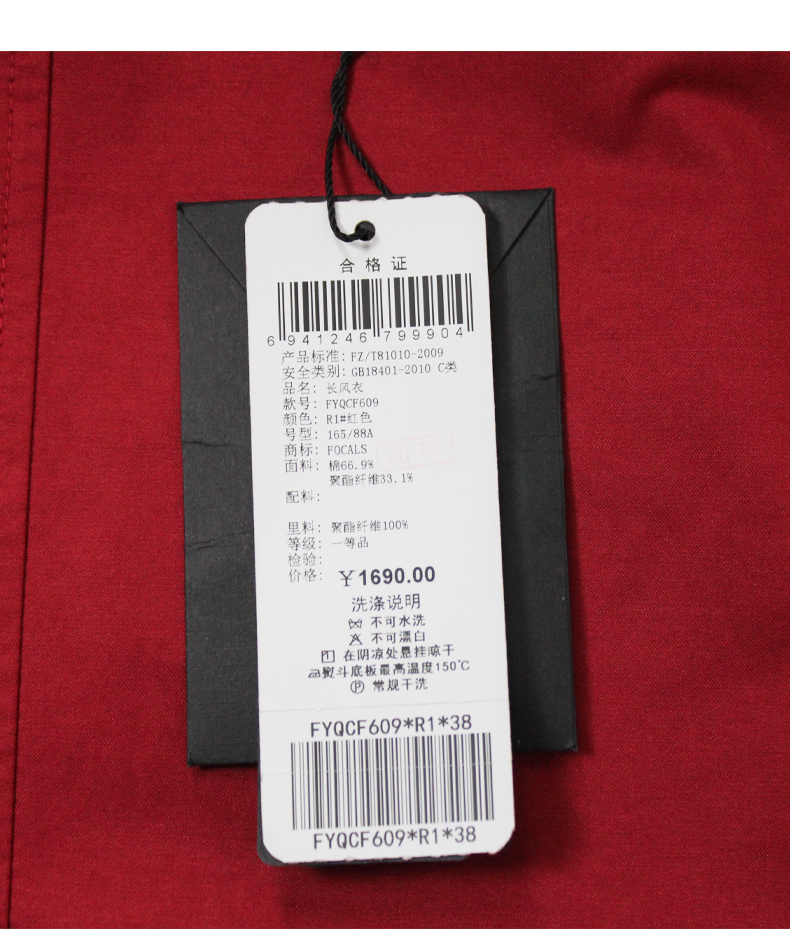 合格证
6 941246 799904
产品标准: FZ/T81010-2009
安全类别: GB18401-2010 C类
品名: 长风衣
款号: FYQCF609
颜色: R1#红色
号型: 165/88A
商标: FOCALS
面料: 棉66.9%
聚酯纤维33.1%
配料:
里料: 聚酯纤维100%
等级: 一等品
检验:
价格: ￥1690.00
洗涤说明
不可水洗
不可漂白
在阴凉处悬挂晾干
熨斗底板最高温度150℃
Ⓟ 常规干洗
FYQCF609*R1*38
FYQCF609*R1*38